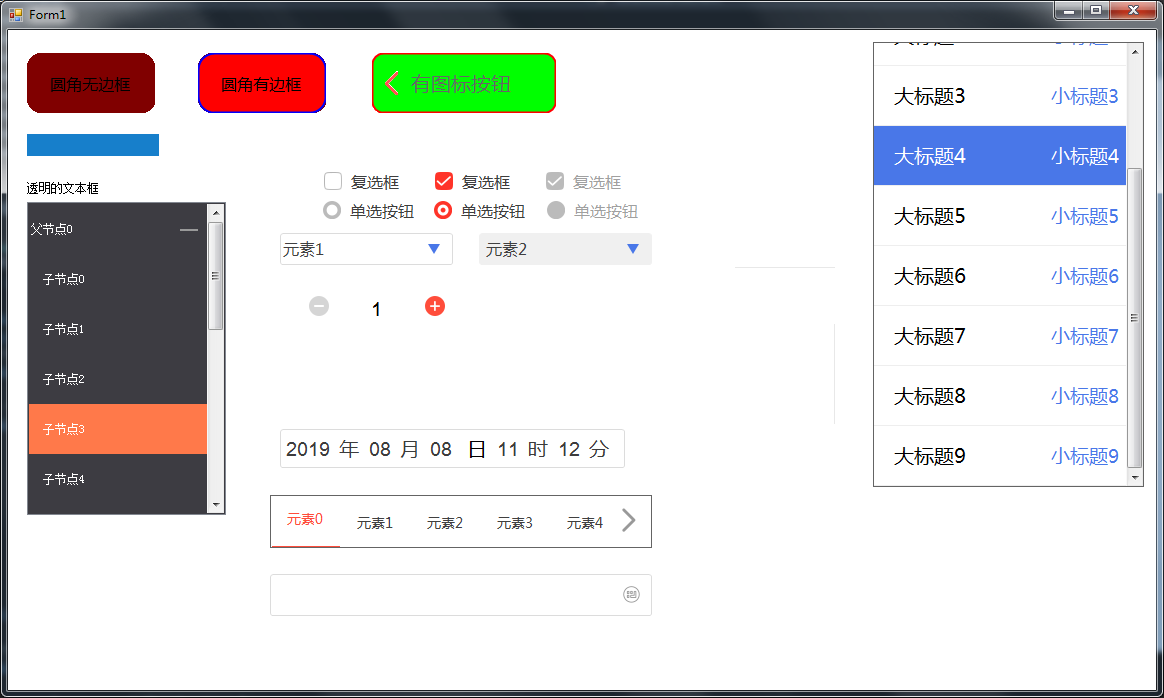 Form1
圆角无边框
圆角有边框
有图标按钮
透明的文本框
父节点0
子节点0
子节点1
子节点2
子节点3
子节点4
复选框 复选框 复选框
单选按钮 单选按钮 单选按钮
元素1 元素2
1
2019 年 08 月 08 日 11 时 12 分
元素0 元素1 元素2 元素3 元素4
大标题3 小标题3
大标题4 小标题4
大标题5 小标题5
大标题6 小标题6
大标题7 小标题7
大标题8 小标题8
大标题9 小标题9